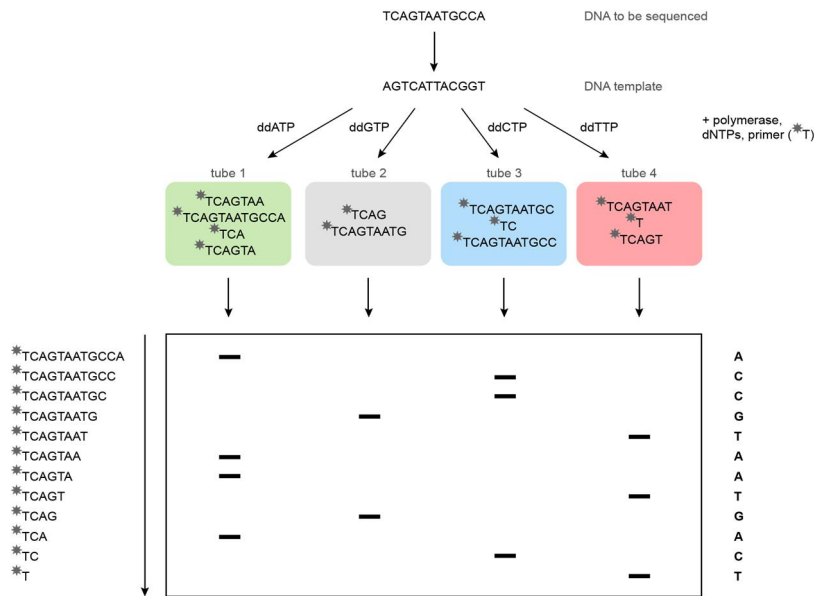 TCAGTAATGCCA
DNA to be sequenced
AGTCATTACGGT
DNA template
ddATP
ddGTP
ddCTP
ddTTP
+ polymerase,
dNTPs, primer (*T)
tube 1
tube 2
tube 3
tube 4
*TCAGTAA
*TCAGTAATGCCA
*TCA
*TCAGTA
*TCAG
*TCAGTAATG
*TCAGTAATGC
*TC
*TCAGTAATGCC
*TCAGTAAT
*T
*TCAGT
*TCAGTAATGCCA A
*TCAGTAATGCC C
*TCAGTAATGC C
*TCAGTAATG G
*TCAGTAAT T
*TCAGTAA A
*TCAGTA A
*TCAGT T
*TCAG G
*TCA A
*TC C
*T T